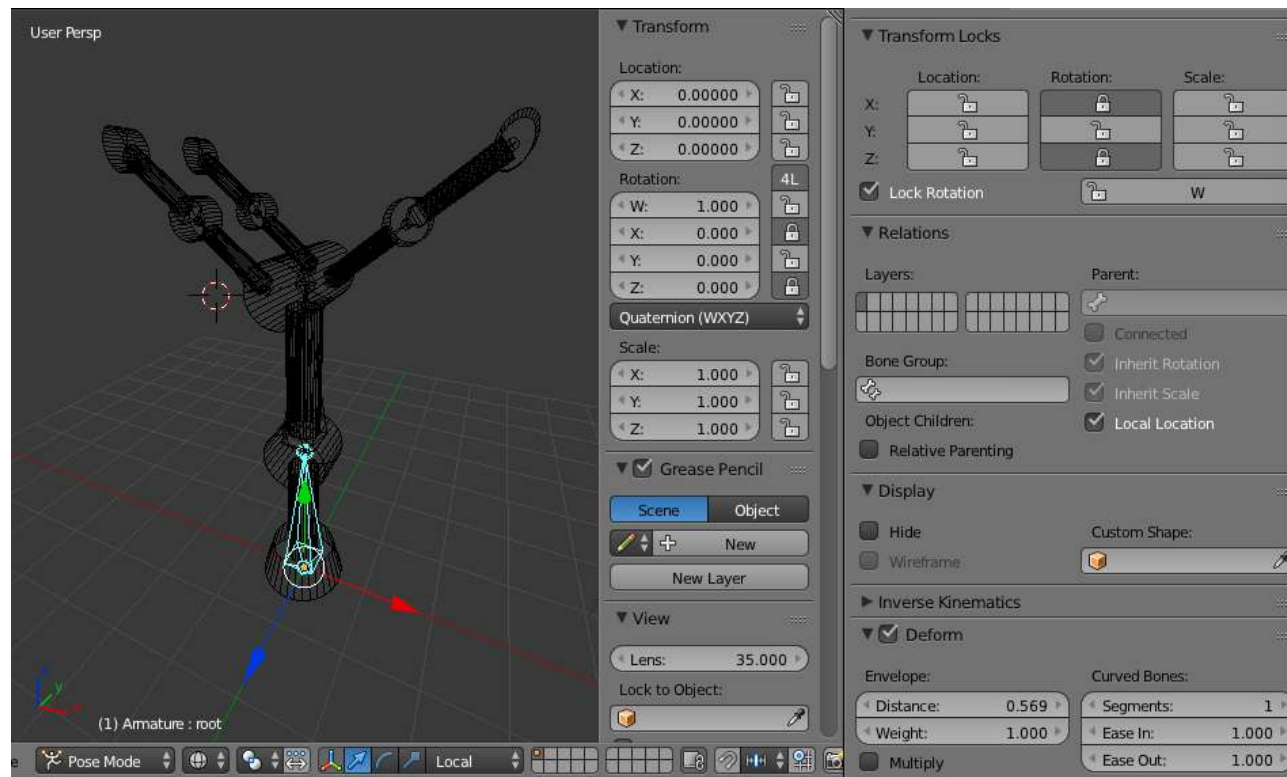 User Persp
(1) Armature : root
Pose Mode
Local
Transform
Location:
X: 0.00000
Y: 0.00000
Z: 0.00000
Rotation:
4L
W: 1.000
X: 0.000
Y: 0.000
Z: 0.000
Quaternion (WXYZ)
Scale:
X: 1.000
Y: 1.000
Z: 1.000
Grease Pencil
Scene Object
New
New Layer
View
Lens: 35.000
Lock to Object:
Transform Locks
Location: Rotation: Scale:
X:
Y:
Z:
Lock Rotation W
Relations
Layers: Parent:
Connected
Bone Group: Inherit Rotation
Inherit Scale
Object Children: Local Location
Relative Parenting
Display
Hide Custom Shape:
Wireframe
Inverse Kinematics
Deform
Envelope: Curved Bones:
Distance: 0.569 Segments: 1
Weight: 1.000 Ease In: 1.000
Multiply Ease Out: 1.000